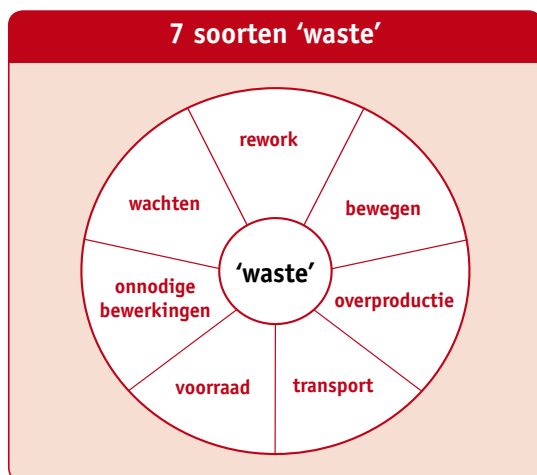 7 soorten ‘waste’
rework
bewegen
overproductie
transport
voorraad
onnodige
bewerkingen
wachten
‘waste’